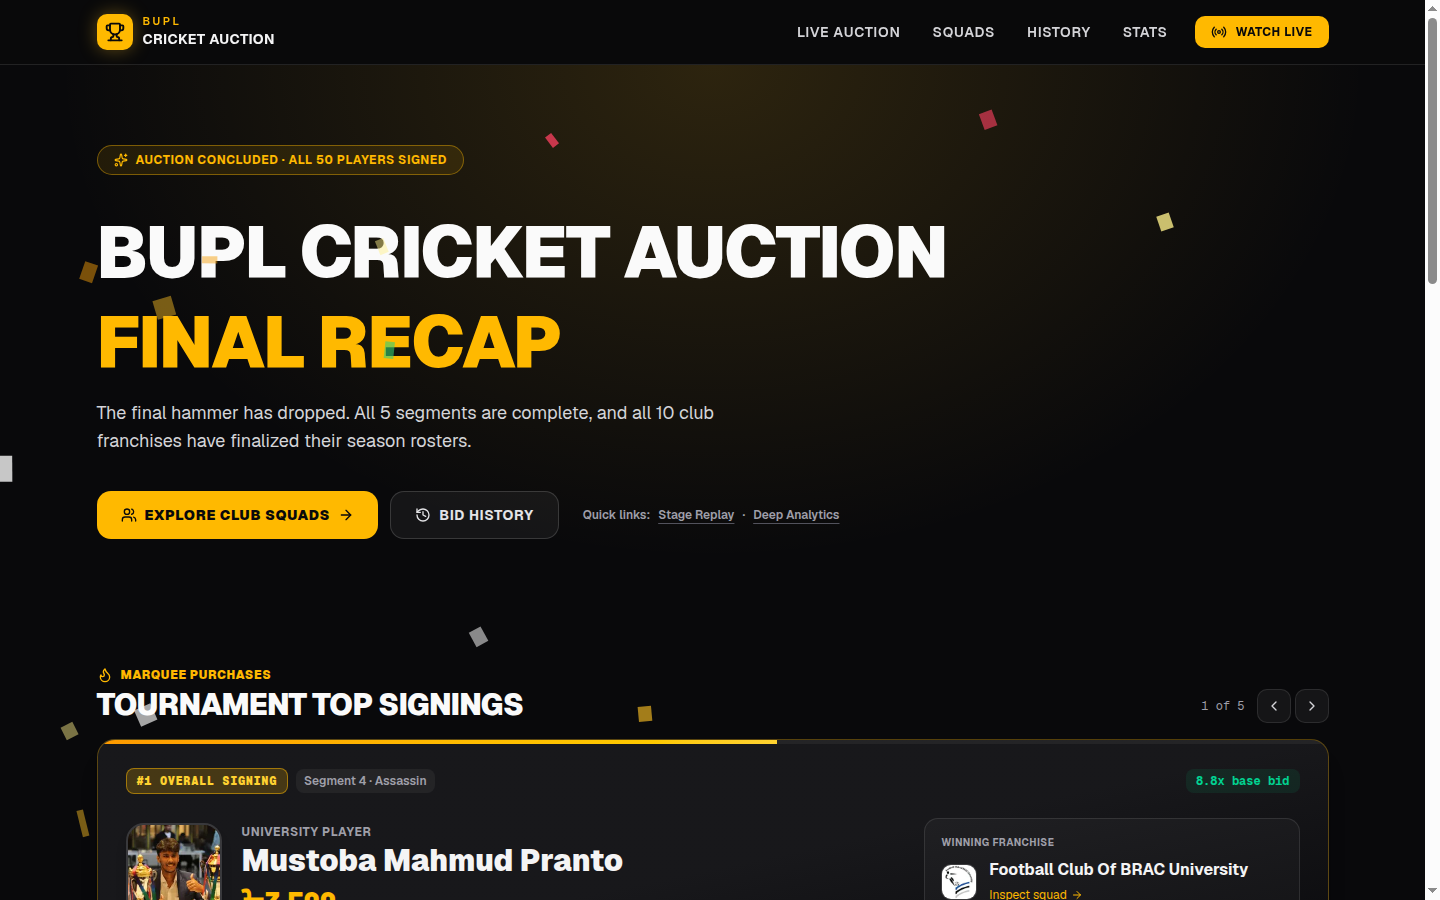 BUPL
CRICKET AUCTION
LIVE AUCTION
SQUADS
HISTORY
STATS
WATCH LIVE
AUCTION CONCLUDED · ALL 50 PLAYERS SIGNED
BUPL CRICKET AUCTION
FINAL RECAP
The final hammer has dropped. All 5 segments are complete, and all 10 club
franchises have finalized their season rosters.
EXPLORE CLUB SQUADS
BID HISTORY
Quick links: Stage Replay · Deep Analytics
MARQUEE PURCHASES
TOURNAMENT TOP SIGNINGS
1 of 5
#1 OVERALL SIGNING
Segment 4 · Assassin
8.8x base bid
UNIVERSITY PLAYER
Mustoba Mahmud Pranto
WINNING FRANCHISE
Football Club Of BRAC University
Inspect squad